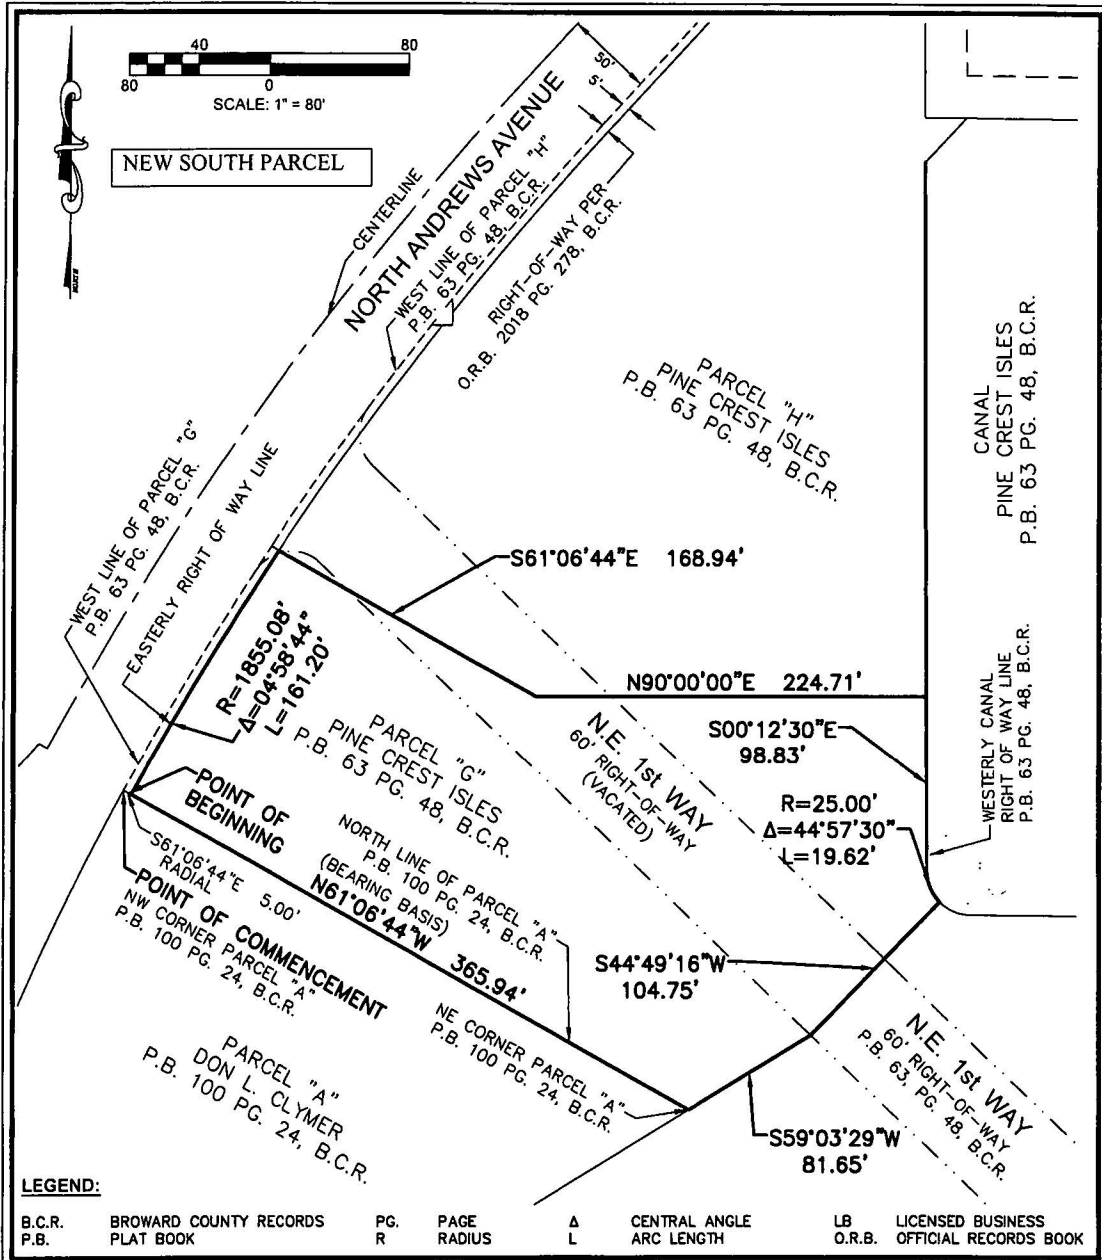 40
80
80
0
SCALE: 1" = 80'
NEW SOUTH PARCEL
50'
5'
CENTERLINE
NORTH ANDREWS AVENUE
WEST LINE OF PARCEL "H"
P.B. 63 PG. 48, B.C.R.
RIGHT-OF-WAY PER
O.R.B. 2018 PG. 278, B.C.R.
PARCEL "H"
PINE CREST ISLES
P.B. 63 PG. 48, B.C.R.
CANAL
PINE CREST ISLES
P.B. 63 PG. 48, B.C.R.
WEST LINE OF PARCEL "G"
P.B. 63 PG. 48, B.C.R.
EASTERLY RIGHT OF WAY LINE
S61°06'44"E 168.94'
R=1855.08'
Δ=04°58'44"
L=161.20'
N90°00'00"E 224.71'
S00°12'30"E
98.83'
WESTERLY CANAL
RIGHT OF WAY LINE
P.B. 63 PG. 48, B.C.R.
R=25.00'
Δ=44°57'30"
L=19.62'
N.E. 1st WAY
60' RIGHT-OF-WAY
(VACATED)
PARCEL "G"
PINE CREST ISLES
P.B. 63 PG. 48, B.C.R.
POINT OF
BEGINNING
NORTH LINE OF PARCEL "A"
P.B. 100 PG. 24, B.C.R.
(BEARING BASIS)
N61°06'44"W 365.94'
S61°06'44"E 5.00'
RADIAL
POINT OF COMMENCEMENT
NW CORNER PARCEL "A"
P.B. 100 PG. 24, B.C.R.
S44°49'16"W
104.75'
NE CORNER PARCEL "A"
P.B. 100 PG. 24, B.C.R.
PARCEL "A"
DON L. CLYMER
P.B. 100 PG. 24, B.C.R.
N.E. 1st WAY
60' RIGHT-OF-WAY
P.B. 63, PG. 48, B.C.R.
S59°03'29"W
81.65'
LEGEND:
B.C.R. BROWARD COUNTY RECORDS PG. PAGE Δ CENTRAL ANGLE LB LICENSED BUSINESS
P.B. PLAT BOOK R RADIUS L ARC LENGTH O.R.B. OFFICIAL RECORDS BOOK